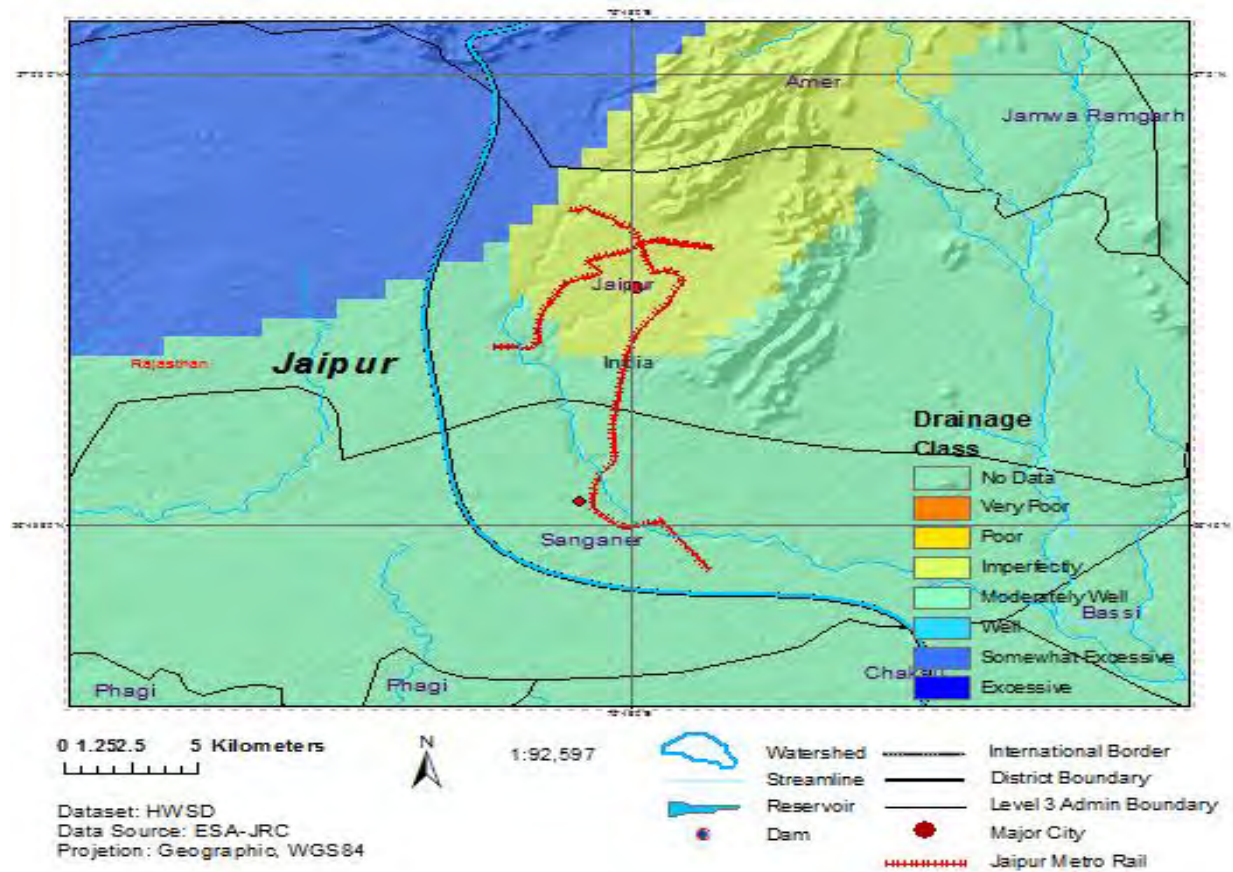 Amer
Jamwa Ramgarh
Jaipur
India
Rajasthan
Jaipur
Sanganer
Bassi
Phagi
Phagi
Drainage
Class
No Data
Very Poor
Poor
Imperfectly
Moderately Well
Well
Somewhat Excessive
Excessive
0 1.252.5 5 Kilometers
N
1:92,597
Watershed
Streamline
Reservoir
Dam
International Border
District Boundary
Level 3 Admin Boundary
Major City
Jaipur Metro Rail
Dataset: HWSD
Data Source: ESA-JRC
Projetion: Geographic, WGS84